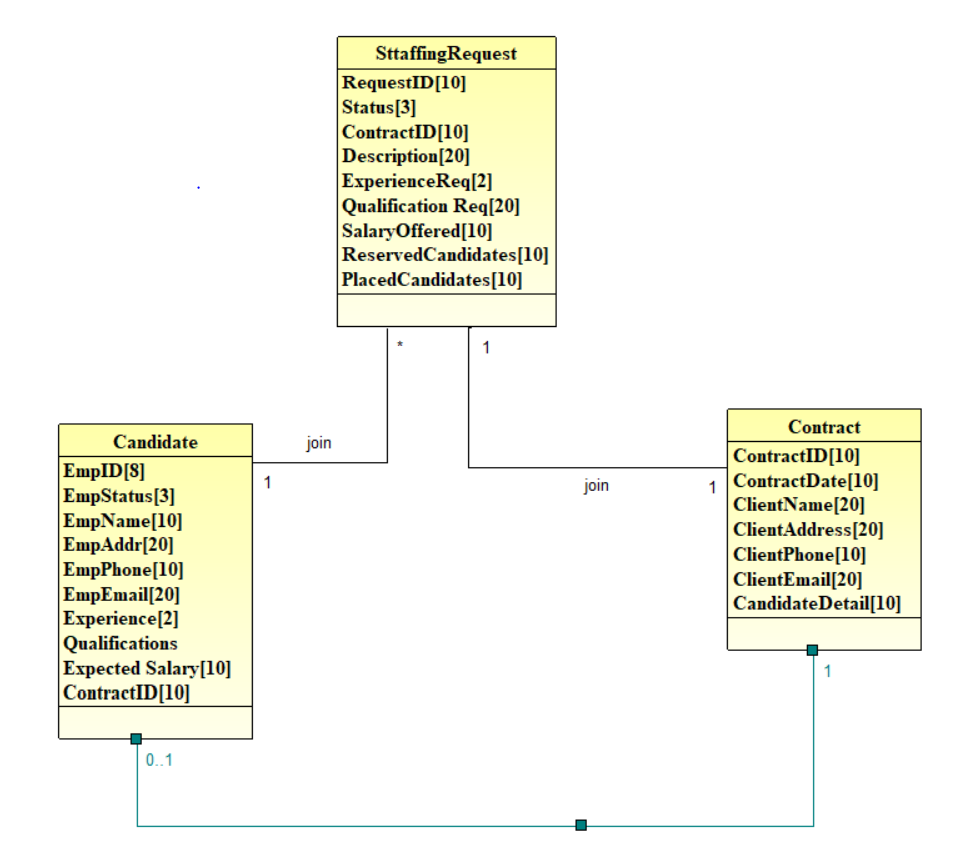 SttaffingRequest
RequestID[10]
Status[3]
ContractID[10]
Description[20]
ExperienceReq[2]
Qualification Req[20]
SalaryOffered[10]
ReservedCandidates[10]
PlacedCandidates[10]
*
1
Candidate
EmpID[8]
EmpStatus[3]
EmpName[10]
EmpAddr[20]
EmpPhone[10]
EmpEmail[20]
Experience[2]
Qualifications
Expected Salary[10]
ContractID[10]
join
1
join
1
Contract
ContractID[10]
ContractDate[10]
ClientName[20]
ClientAddress[20]
ClientPhone[10]
ClientEmail[20]
CandidateDetail[10]
1
0..1